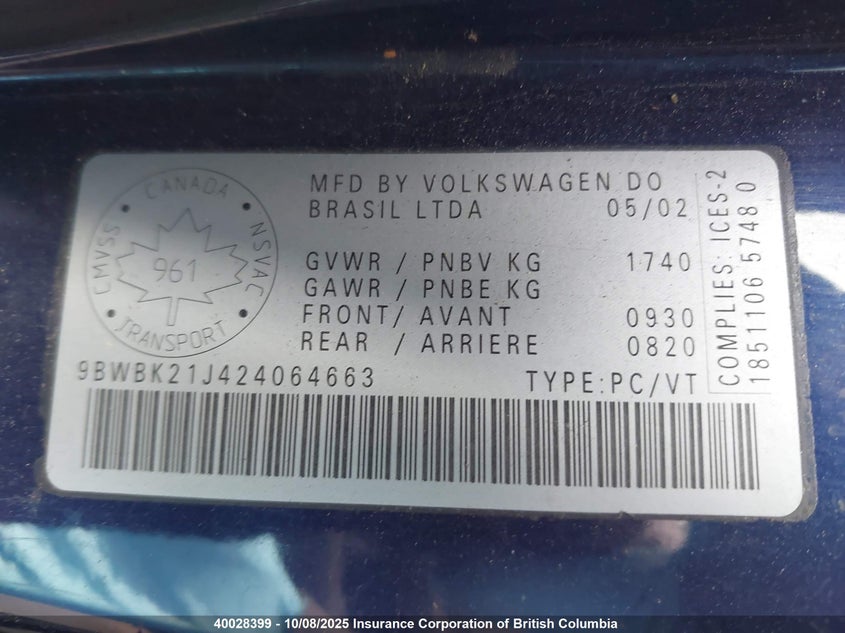 CANADA
CMVSS
NSVAC
961
TRANSPORT
MFD BY VOLKSWAGEN DO
BRASIL LTDA 05/02
GVWR / PNBV KG 1740
GAWR / PNBE KG
FRONT/ AVANT 0930
REAR / ARRIERE 0820
9BWBK21J424064663 TYPE:PC/VT
COMPLIES: ICES-2
1851106 5748 0
40028399 - 10/08/2025 Insurance Corporation of British Columbia